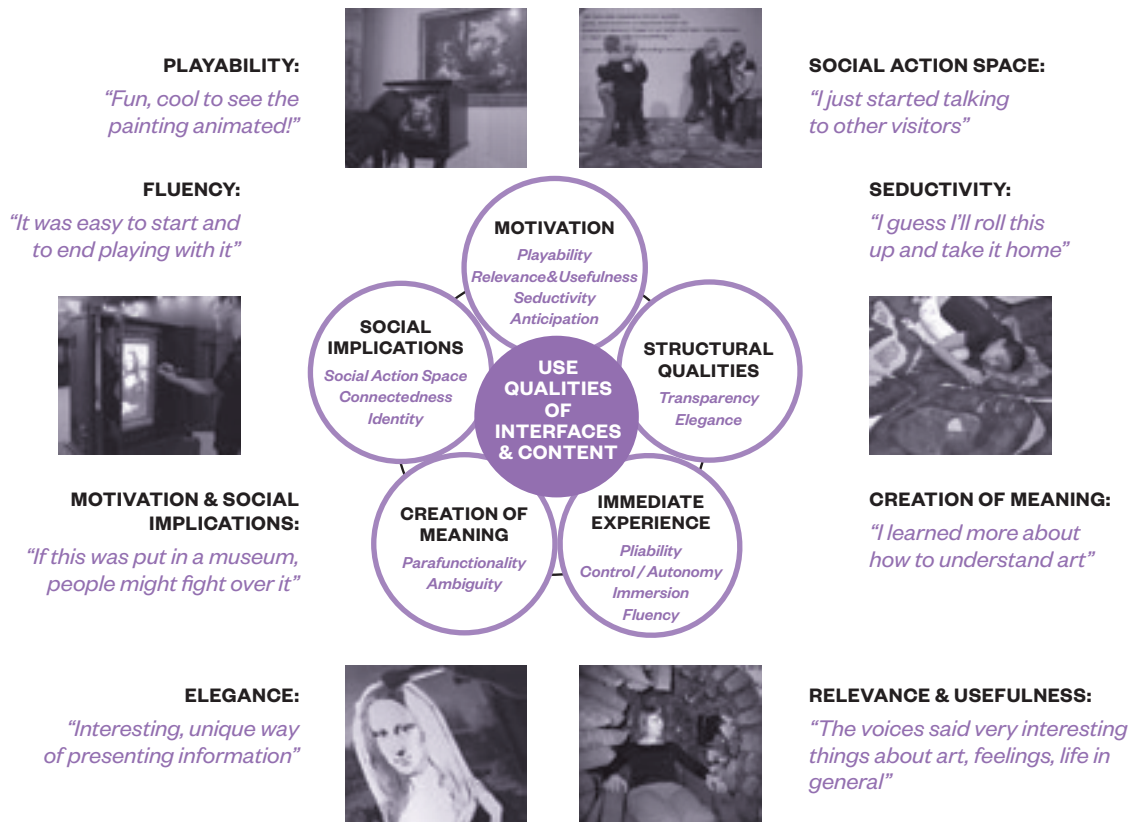 PLAYABILITY:
“Fun, cool to see the
painting animated!”
SOCIAL ACTION SPACE:
“I just started talking
to other visitors”
FLUENCY:
“It was easy to start and
to end playing with it”
SEDUCTIVITY:
“I guess I’ll roll this
up and take it home”
MOTIVATION
Playability
Relevance&Usefulness
Seductivity
Anticipation
SOCIAL
IMPLICATIONS
Social Action Space
Connectedness
Identity
USE
QUALITIES
OF
INTERFACES
& CONTENT
STRUCTURAL
QUALITIES
Transparency
Elegance
CREATION OF
MEANING
Parafunctionality
Ambiguity
IMMEDIATE
EXPERIENCE
Pliability
Control / Autonomy
Immersion
Fluency
MOTIVATION & SOCIAL
IMPLICATIONS:
“If this was put in a museum,
people might fight over it”
CREATION OF MEANING:
“I learned more about
how to understand art”
ELEGANCE:
“Interesting, unique way
of presenting information”
RELEVANCE & USEFULNESS:
“The voices said very interesting
things about art, feelings, life in
general”